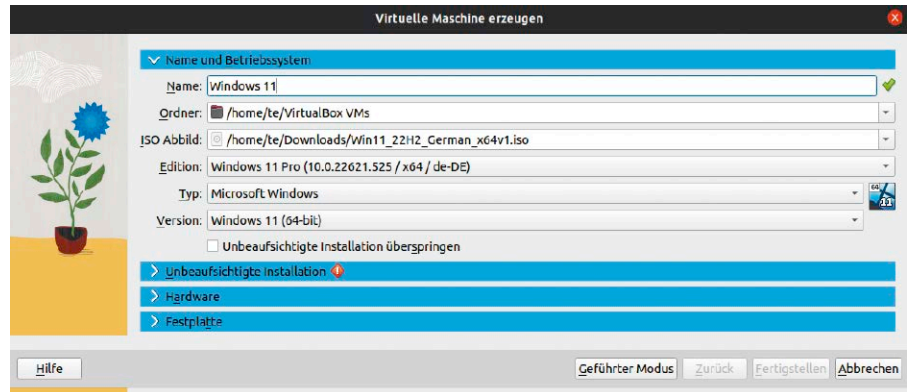 Virtuelle Maschine erzeugen
Name und Betriebssystem
Name: Windows 11
Ordner: /home/te/VirtualBox VMs
ISO Abbild: /home/te/Downloads/Win11_22H2_German_x64v1.iso
Edition: Windows 11 Pro (10.0.22621.525 / x64 / de-DE)
Typ: Microsoft Windows
64
11
Version: Windows 11 (64-bit)
Unbeaufsichtigte Installation überspringen
Unbeaufsichtigte Installation
Hardware
Festplatte
Hilfe
Geführter Modus
Zurück
Fertigstellen
Abbrechen